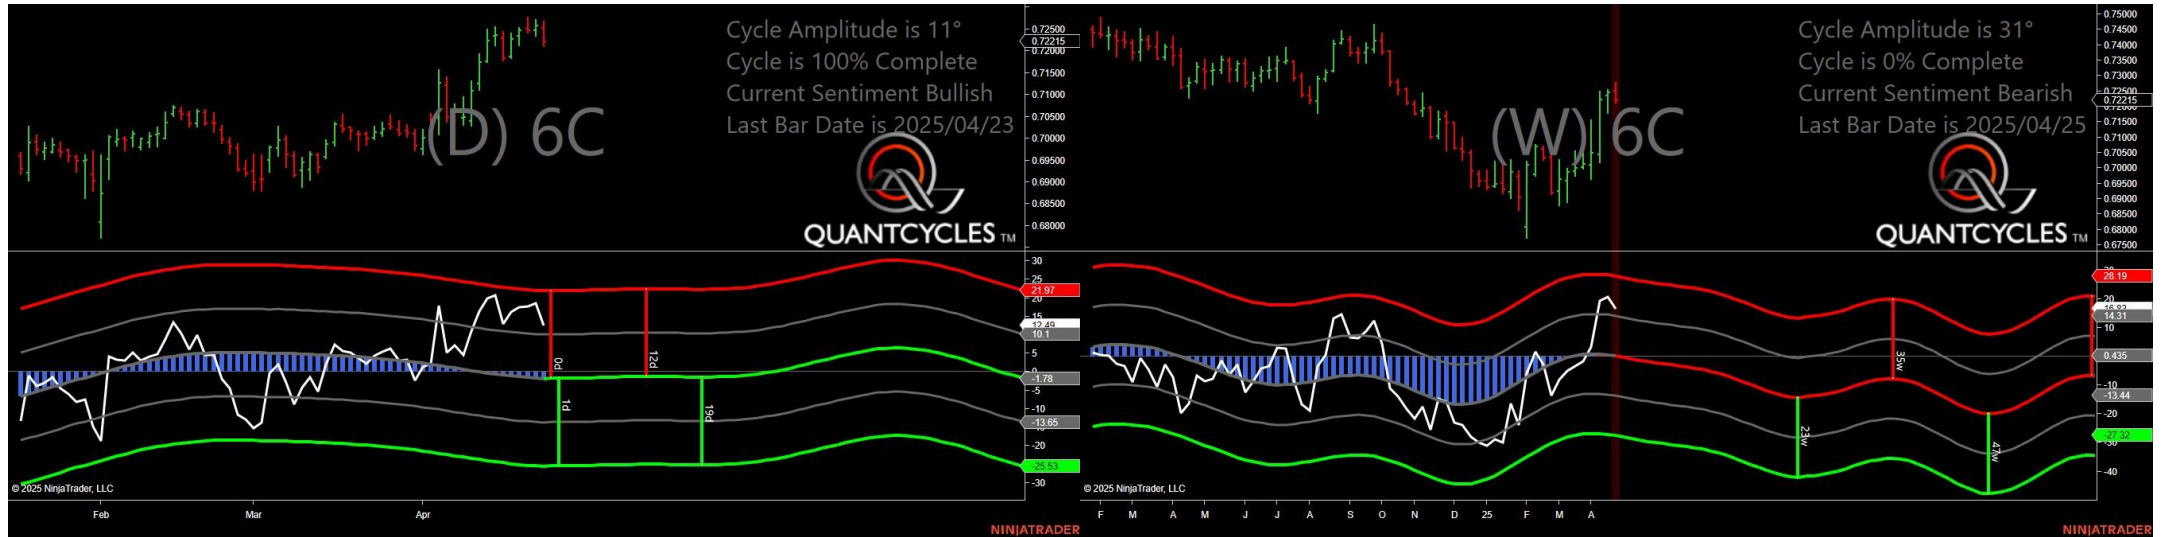 Cycle Amplitude is 11°
Cycle is 100% Complete
Current Sentiment Bullish
Last Bar Date is 2025/04/23
(D) 6C
QUANTCYCLES TM
0.72500
0.72215
0.72000
0.71500
0.71000
0.70500
0.70000
0.69500
0.69000
0.68500
0.68000
30
25
21.97
20
15
12.49
10.1
5
0
-1.78
-5
-10
-13.65
-20
-25.53
-30
0d
12d
1d
19d
© 2025 NinjaTrader, LLC
Feb Mar Apr
NINJATRADER
Cycle Amplitude is 31°
Cycle is 0% Complete
Current Sentiment Bearish
Last Bar Date is 2025/04/25
(W) 6C
QUANTCYCLES TM
0.75000
0.74500
0.74000
0.73500
0.73000
0.72500
0.72215
0.71500
0.71000
0.70500
0.70000
0.69500
0.69000
0.68500
0.68000
0.67500
28.19
20
16.83
14.31
10
0.435
-10
-13.44
-20
-27.32
-40
35w
23w
47w
© 2025 NinjaTrader, LLC
F M A M J J A S O N D 25 F M A
NINJATRADER